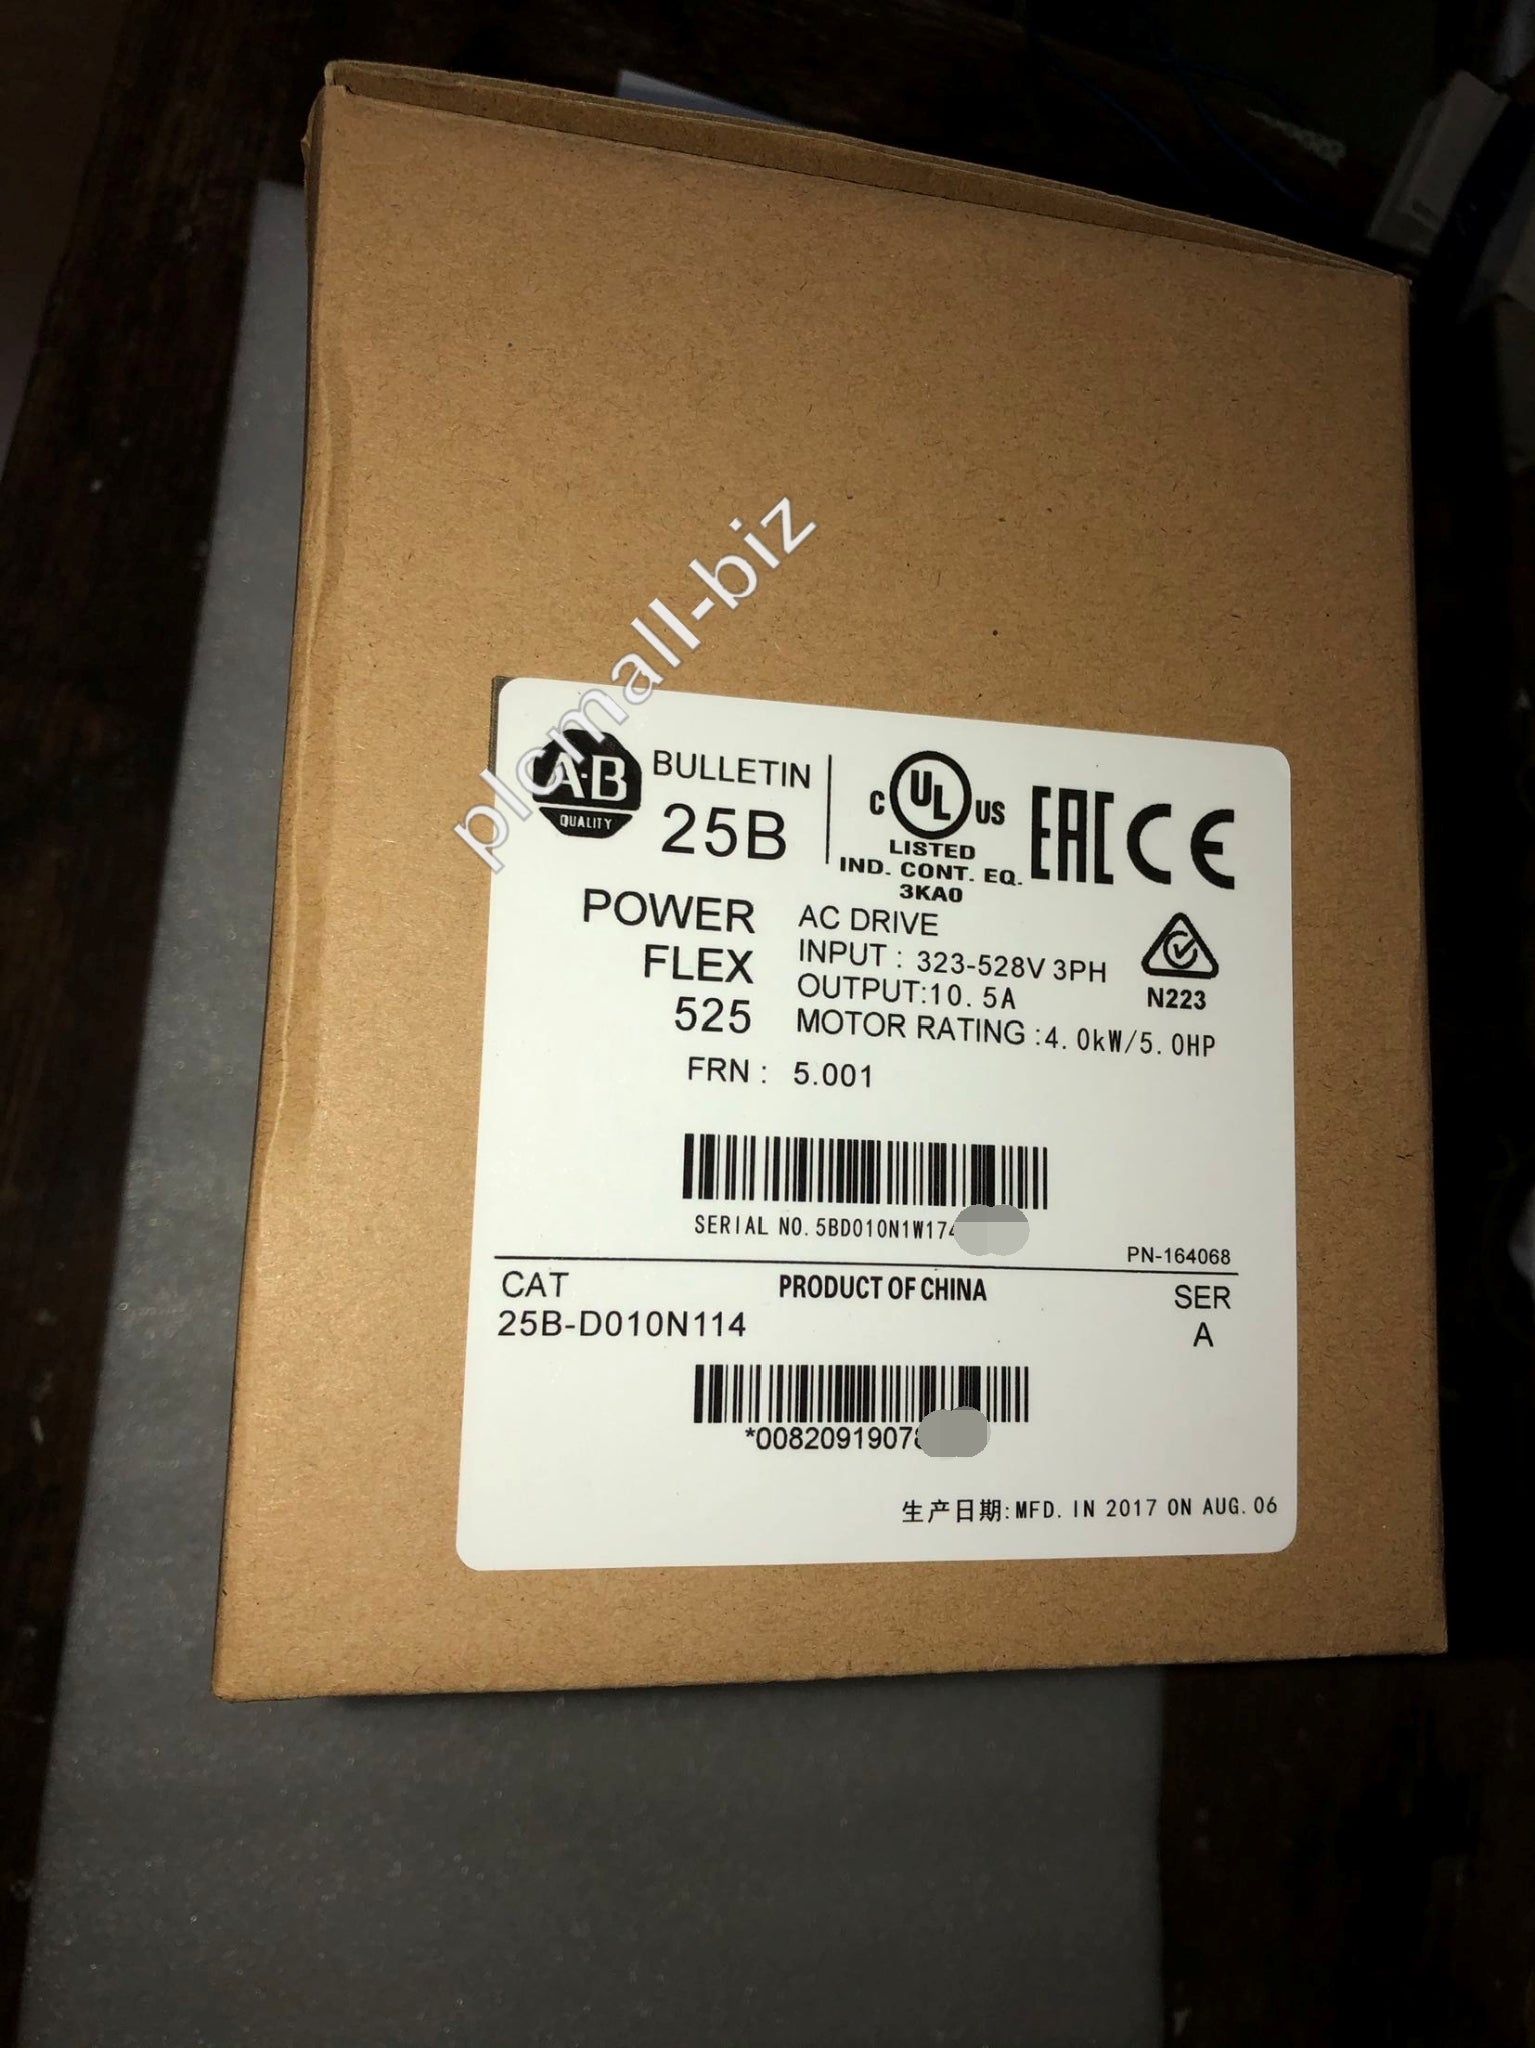 plcmall-biz
A-B
QUALITY
BULLETIN
25B
C UL US
LISTED
IND. CONT. EQ.
3KA0
EAC CE
POWER
FLEX
525
AC DRIVE
INPUT : 323-528V 3PH
OUTPUT:10.5A
MOTOR RATING :4.0kW/5.0HP
N223
FRN : 5.001
SERIAL NO. 5BD010N1W174
PN-164068
CAT
25B-D010N114
PRODUCT OF CHINA
SER
A
*0082091907
生产日期:MFD. IN 2017 ON AUG. 06